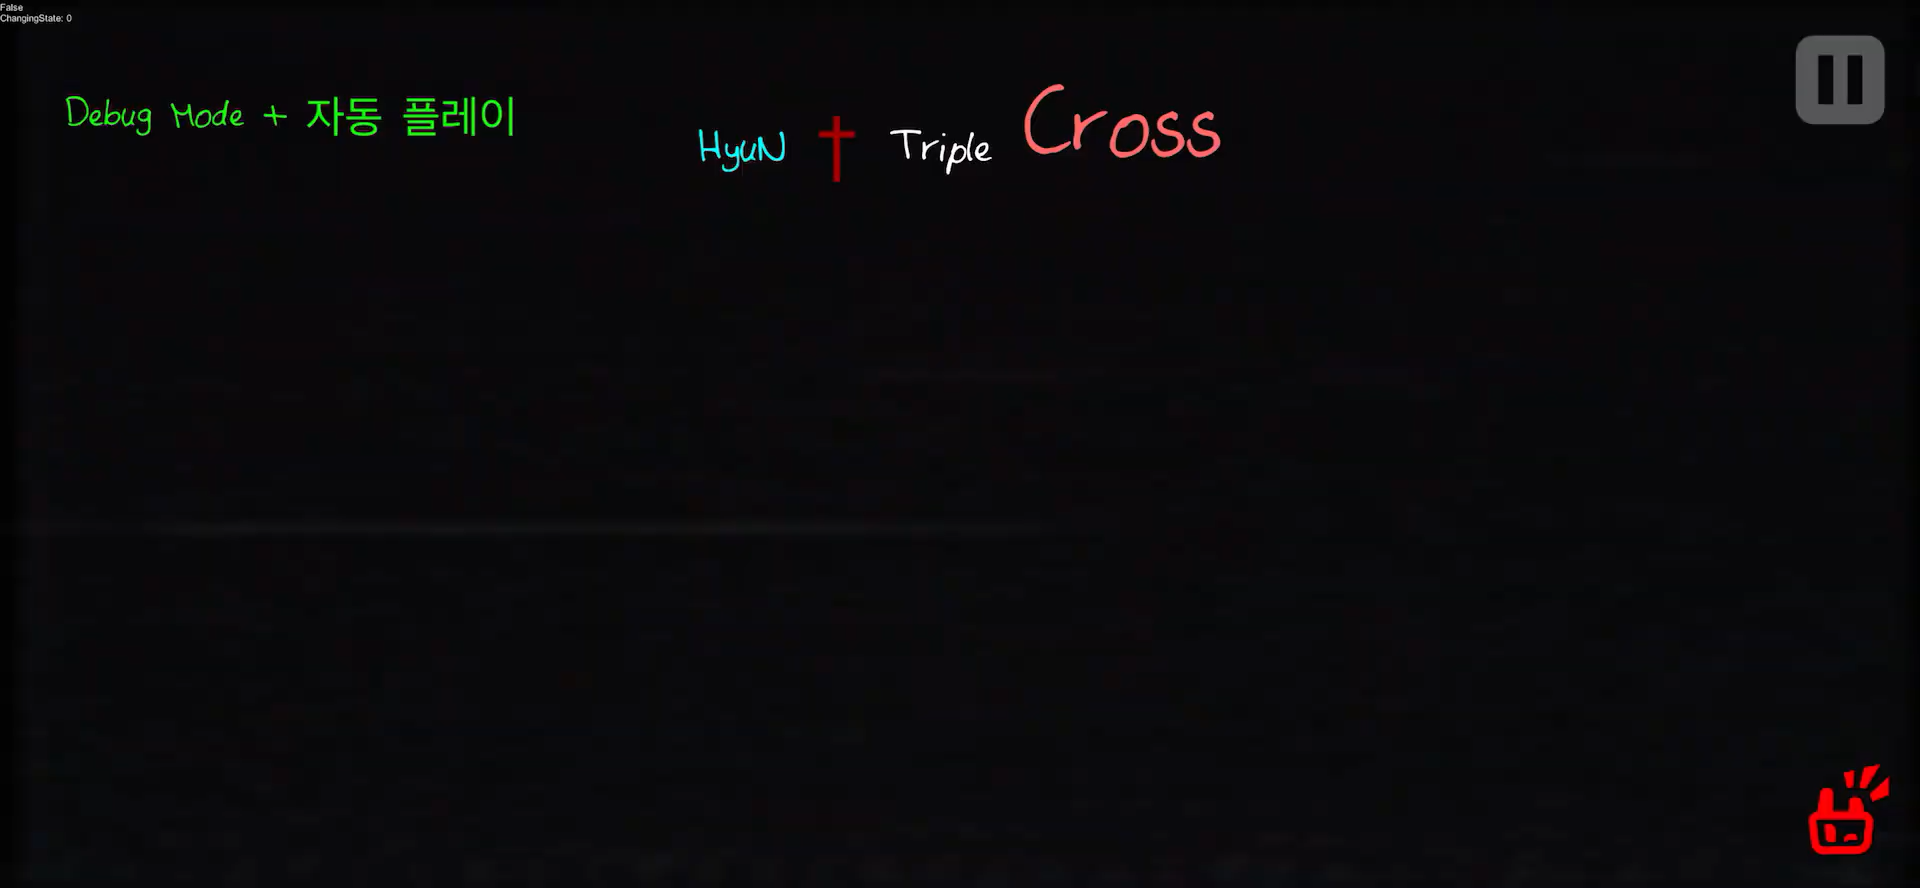 False
ChangingState: 0
Debug Mode + 자동 플레이
HyuN † Triple Cross